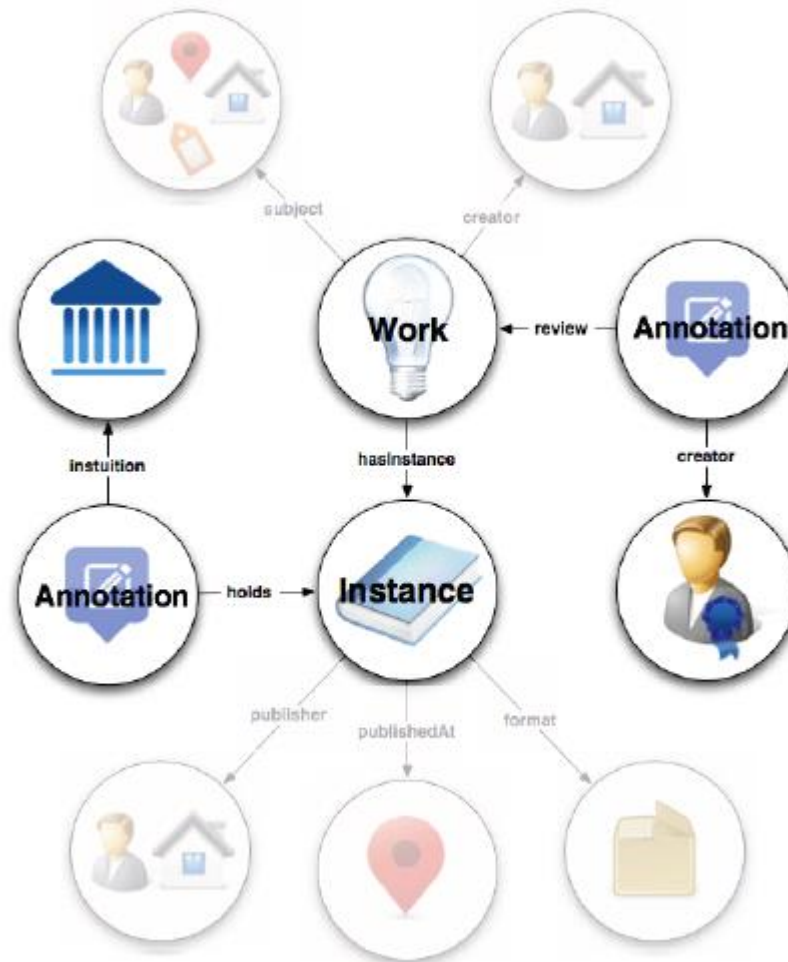 subject
creator
Work
review
Annotation
instuition
hasInstance
creator
Annotation
holds
Instance
publisher
publishedAt
format